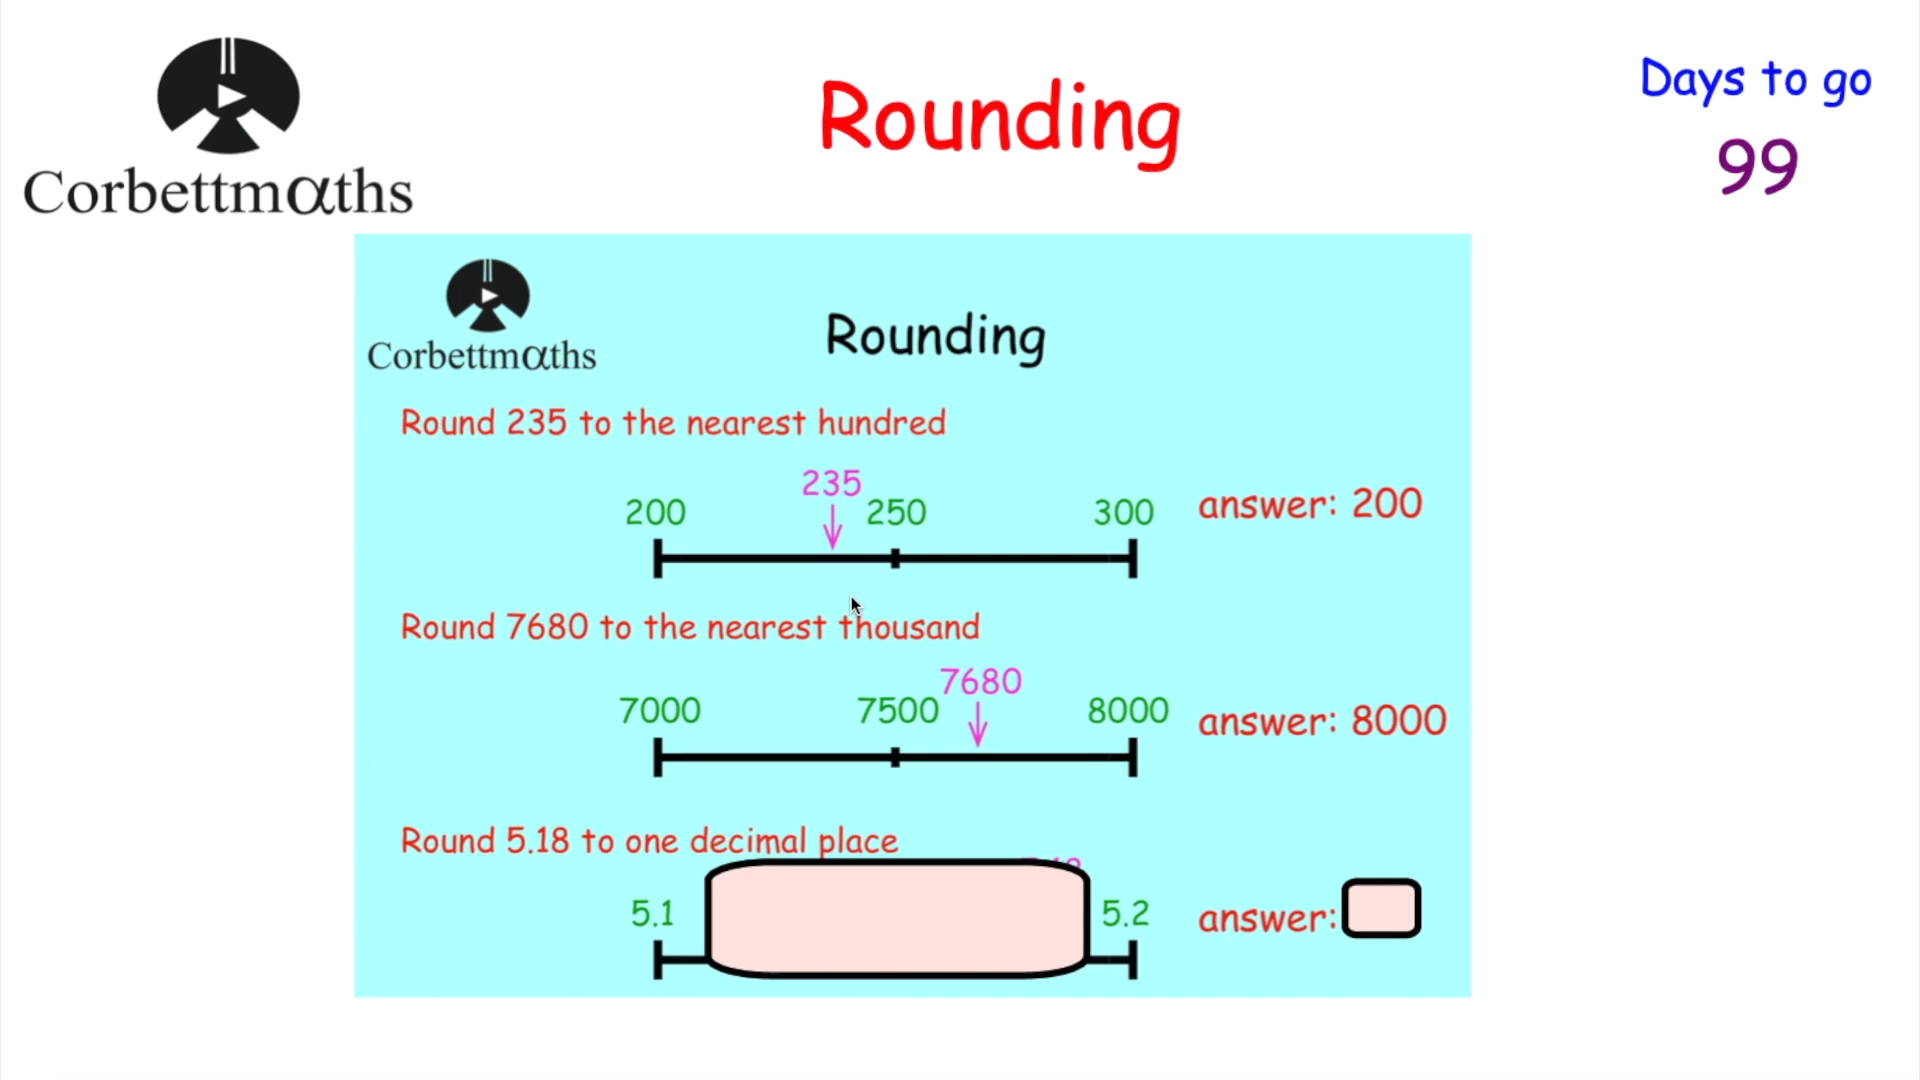 Corbettmαths
Rounding
Days to go
99
Corbettmαths
Rounding
Round 235 to the nearest hundred
235
200 250 300
answer: 200
Round 7680 to the nearest thousand
7680
7000 7500 8000
answer: 8000
Round 5.18 to one decimal place
5.1 5.2
answer: